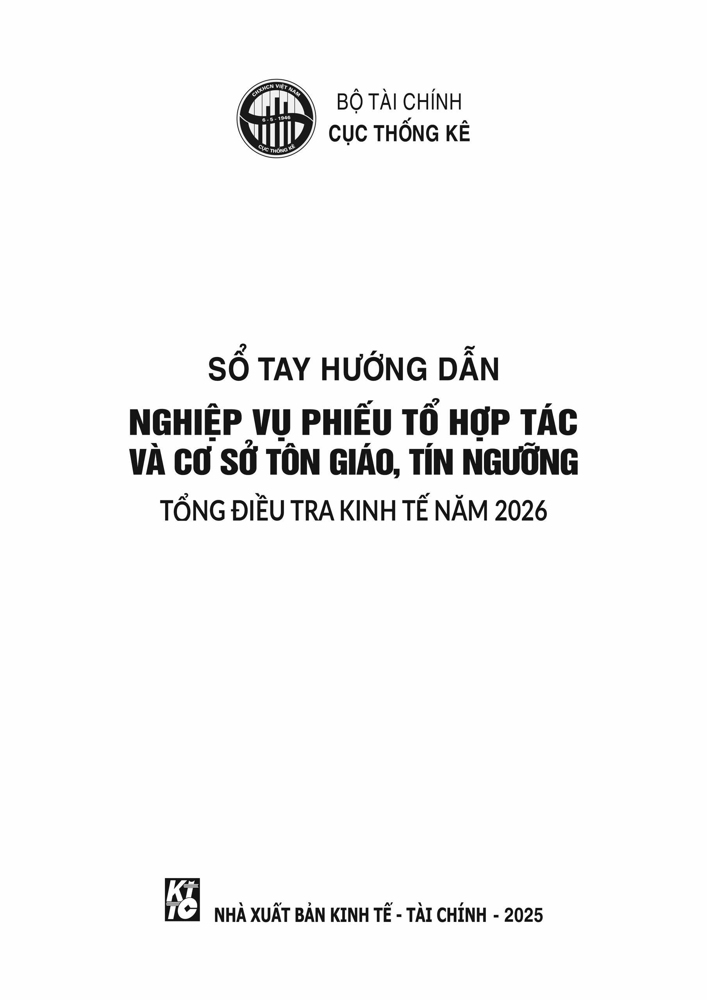 CHXHCN VIỆT NAM
6 - 5 - 1946
CỤC THỐNG KÊ
BỘ TÀI CHÍNH
CỤC THỐNG KÊ
SỔ TAY HƯỚNG DẪN
NGHIỆP VỤ PHIẾU TỔ HỢP TÁC
VÀ CƠ SỞ TÔN GIÁO, TÍN NGƯỠNG
TỔNG ĐIỀU TRA KINH TẾ NĂM 2026
NHÀ XUẤT BẢN KINH TẾ - TÀI CHÍNH - 2025